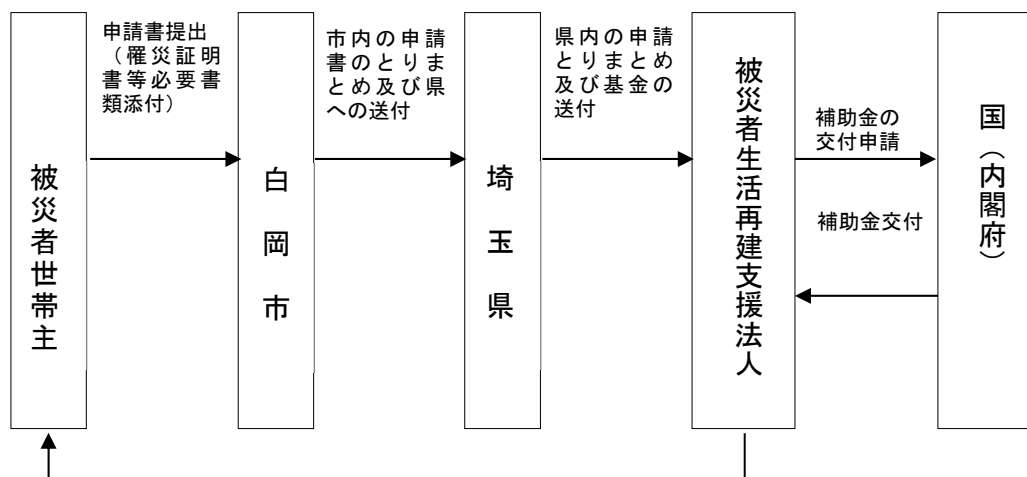 申請書提出
（罹災証明
書等必要書
類添付）
市内の申請
書のとりま
とめ及び県
への送付
県内の申請
とりまとめ
及び基金の
送付
補助金の
交付申請
補助金交付
被災者世帯主
白岡市
埼玉県
被災者生活再建支援法人
国（内閣府）